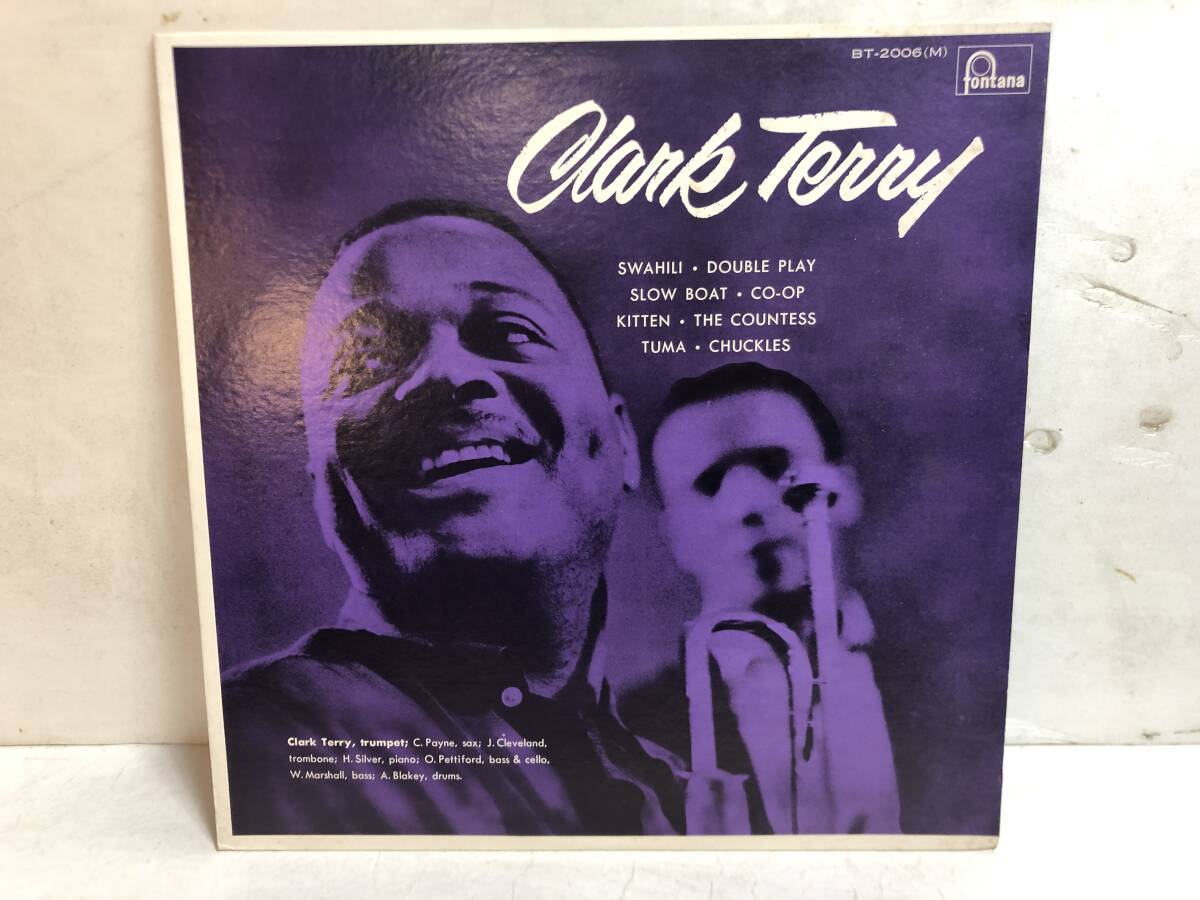 BT-2006(M)
fontana
Clark Terry
SWAHILI • DOUBLE PLAY
SLOW BOAT • CO-OP
KITTEN • THE COUNTESS
TUMA • CHUCKLES
Clark Terry, trumpet; C. Payne, sax; J. Cleveland,
trombone; H. Silver, piano; O. Pettiford, bass & cello,
W. Marshall, bass; A. Blakey, drums.